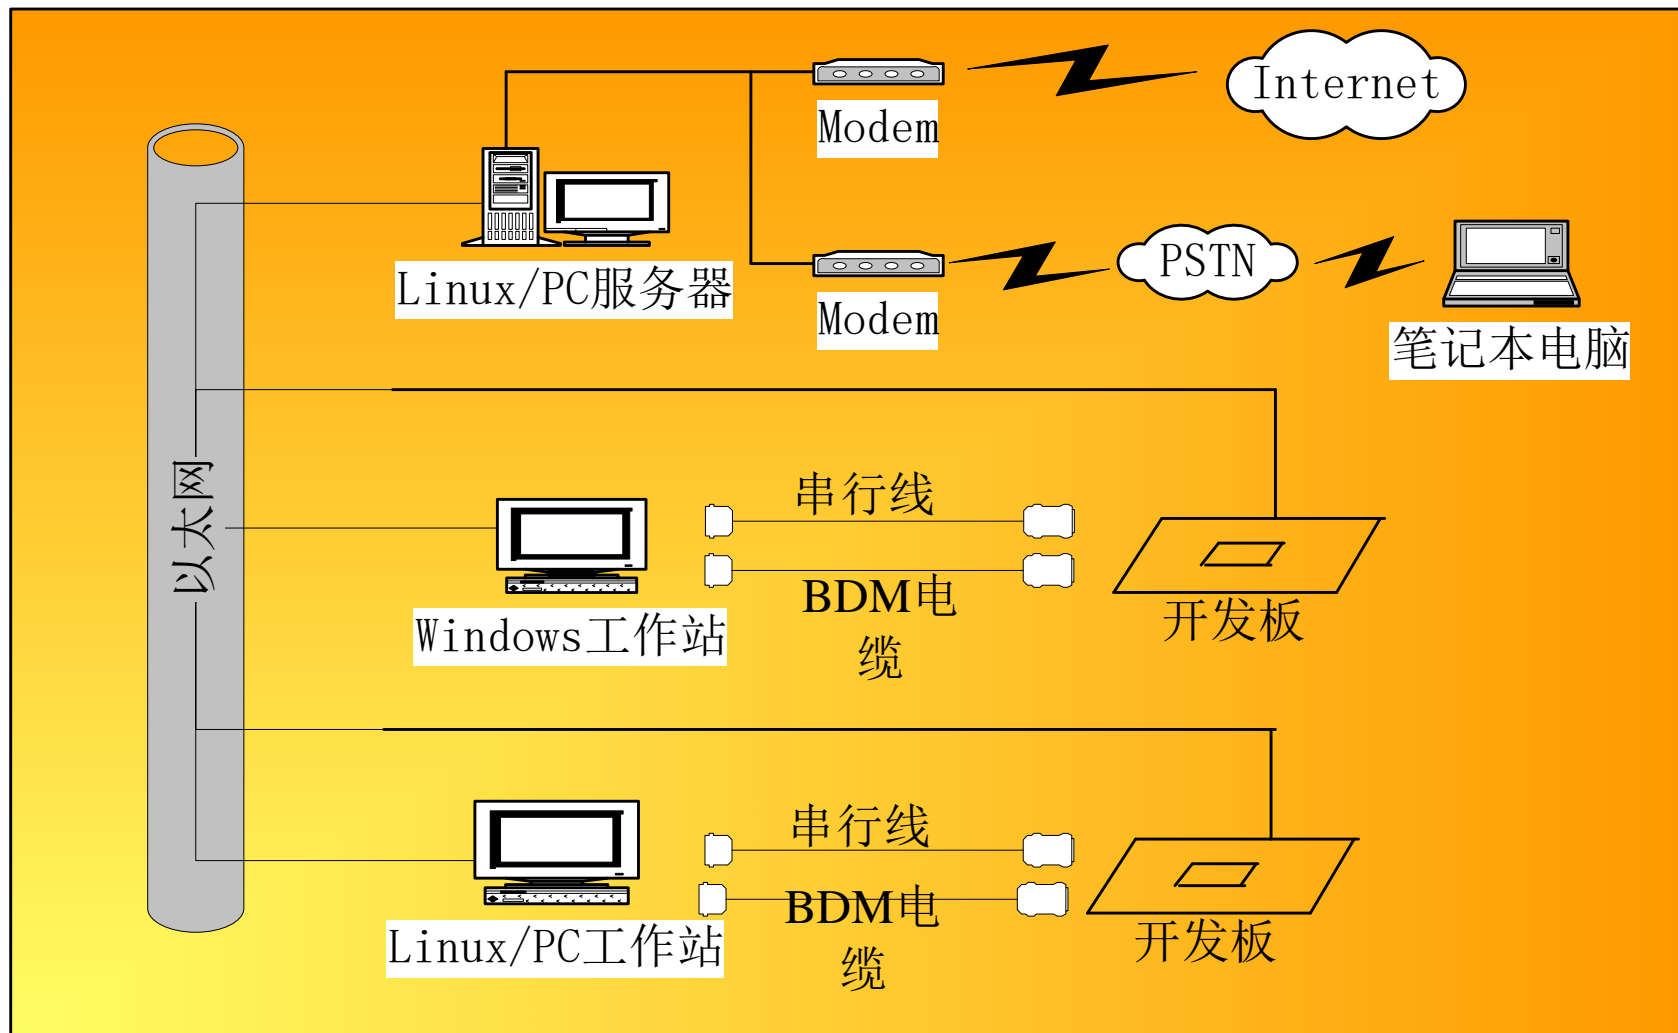 Internet
Modem
PSTN
Linux/PC服务器
Modem
笔记本电脑
以太网
串行线
BDM电
缆
开发板
Windows工作站
串行线
BDM电
缆
开发板
Linux/PC工作站